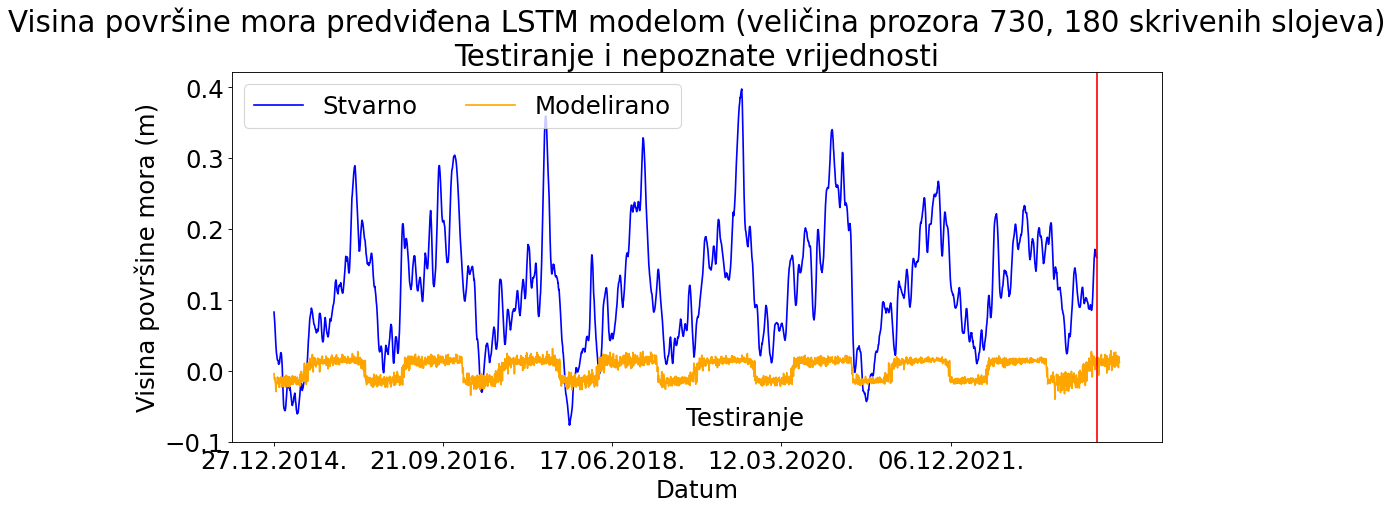 Visina površine mora predviđena LSTM modelom (veličina prozora 730, 180 skrivenih slojeva)
Testiranje i nepoznate vrijednosti
Stvarno
Modelirano
Visina površine mora (m)
0.4
0.3
0.2
0.1
0.0
−0.1
Testiranje
27.12.2014.
21.09.2016.
17.06.2018.
12.03.2020.
06.12.2021.
Datum